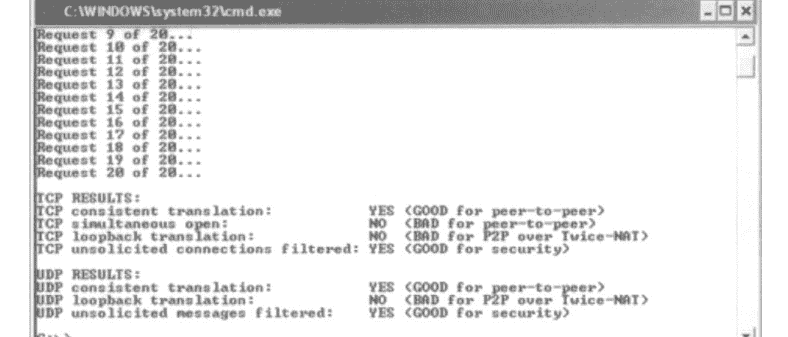 C:\WINDOWS\system32\cmd.exe
Request 9 of 20...
Request 10 of 20...
Request 11 of 20...
Request 12 of 20...
Request 13 of 20...
Request 14 of 20...
Request 15 of 20...
Request 16 of 20...
Request 17 of 20...
Request 18 of 20...
Request 19 of 20...
Request 20 of 20...
TCP RESULTS:
TCP consistent translation: YES (GOOD for peer-to-peer)
TCP simultaneous open: NO (BAD for peer-to-peer)
TCP loopback translation: NO (BAD for P2P over Twice-NAT)
TCP unsolicited connections filtered: YES (GOOD for security)
UDP RESULTS:
UDP consistent translation: YES (GOOD for peer-to-peer)
UDP loopback translation: NO (BAD for P2P over Twice-NAT)
UDP unsolicited messages filtered: YES (GOOD for security)